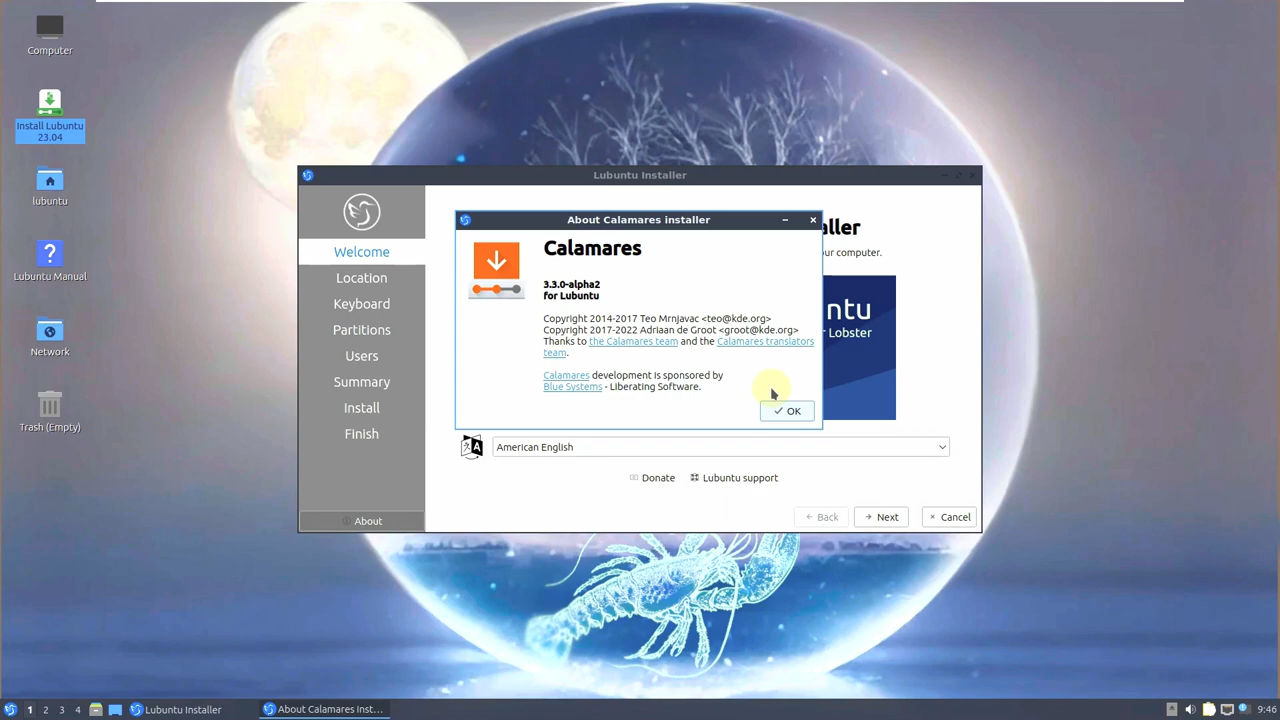 Computer
Install Lubuntu
23.04
lubuntu
Lubuntu Manual
Network
Trash (Empty)
Lubuntu Installer
Welcome
Location
Keyboard
Partitions
Users
Summary
Install
Finish
About
About Calamares installer
Calamares
3.3.0-alpha2
for Lubuntu
Copyright 2014-2017 Teo Mrnjavac <teo@kde.org>
Copyright 2017-2022 Adriaan de Groot <groot@kde.org>
Thanks to the Calamares team and the Calamares translators
team.
Calamares development is sponsored by
Blue Systems - Liberating Software.
OK
aller
ur computer.
ntu
r Lobster
American English
Donate
Lubuntu support
Back
Next
Cancel
1 2 3 4
Lubuntu Installer
About Calamares Inst...
9:46